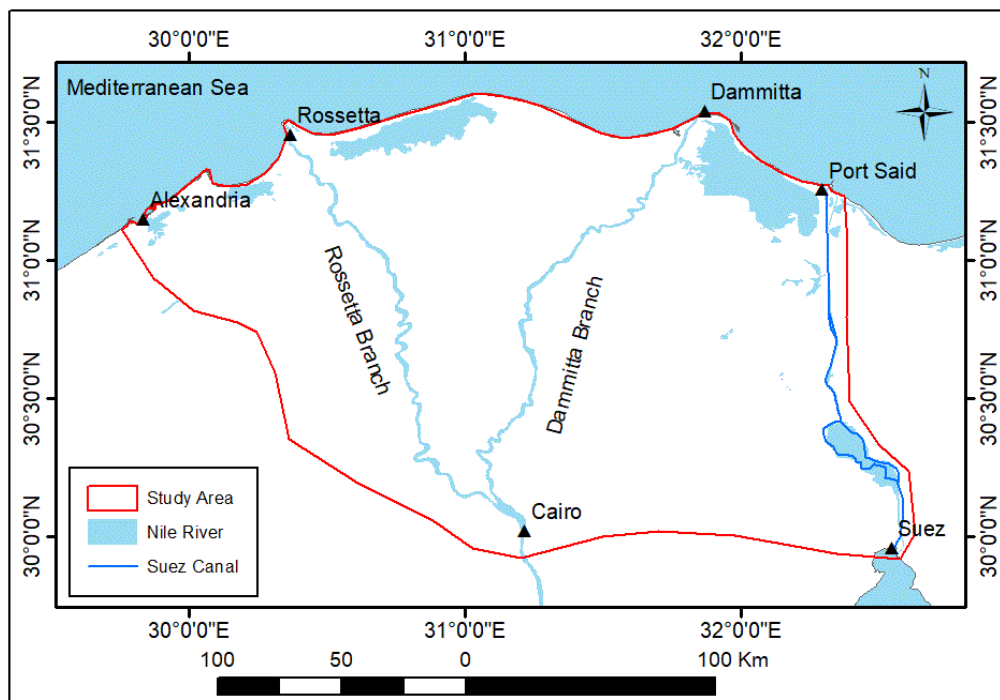 30°0'0"E 31°0'0"E 32°0'0"E
Mediterranean Sea
N
Dammitta
Rossetta
31°30'0"N 31°30'0"N
Port Said
Alexandria
31°0'0"N 31°0'0"N
Rossetta Branch
Dammitta Branch
30°30'0"N 30°30'0"N
Study Area
Nile River
Suez Canal
Cairo
Suez
30°0'0"N 30°0'0"N
30°0'0"E 31°0'0"E 32°0'0"E
100 50 0 100 Km